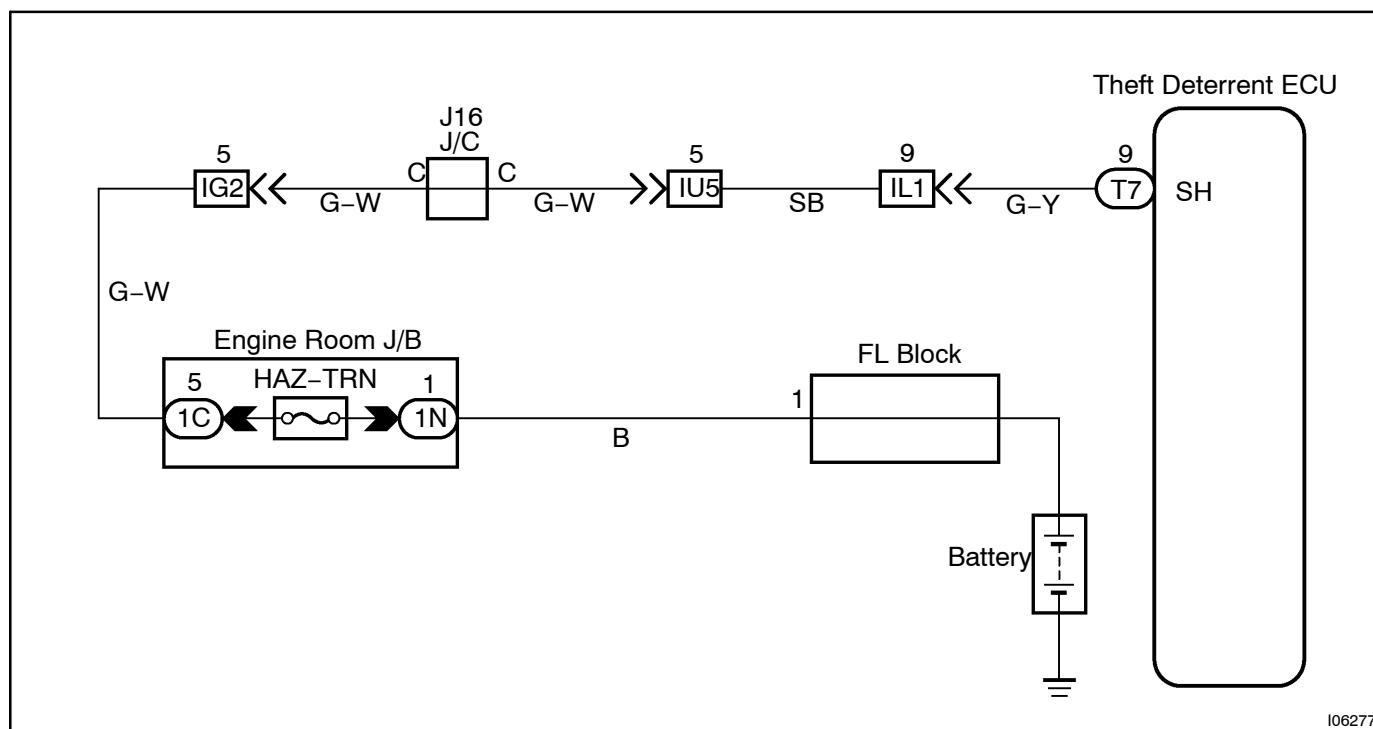 Theft Deterrent ECU
J16
J/C
5
IG2
G−W
C
C
G−W
5
IU5
SB
9
IL1
G−Y
9
T7
SH
G−W
Engine Room J/B
5
1C
HAZ−TRN
1
1N
B
FL Block
1
Battery
I06277